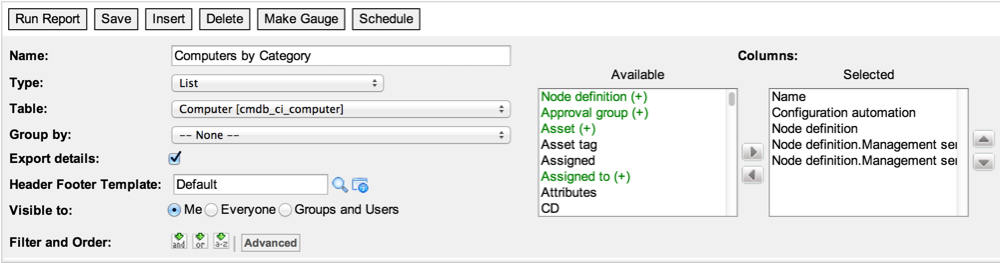 Run Report Save Insert Delete Make Gauge Schedule
Name: Computers by Category
Type: List
Table: Computer [cmdb_ci_computer]
Group by: -- None --
Export details:
Header Footer Template: Default
Visible to: Me Everyone Groups and Users
Filter and Order: and or a-z | Advanced
Columns:
Available
Node definition (+)
Approval group (+)
Asset (+)
Asset tag
Assigned
Assigned to (+)
Attributes
CD
Selected
Name
Configuration automation
Node definition
Node definition.Management ser
Node definition.Management ser